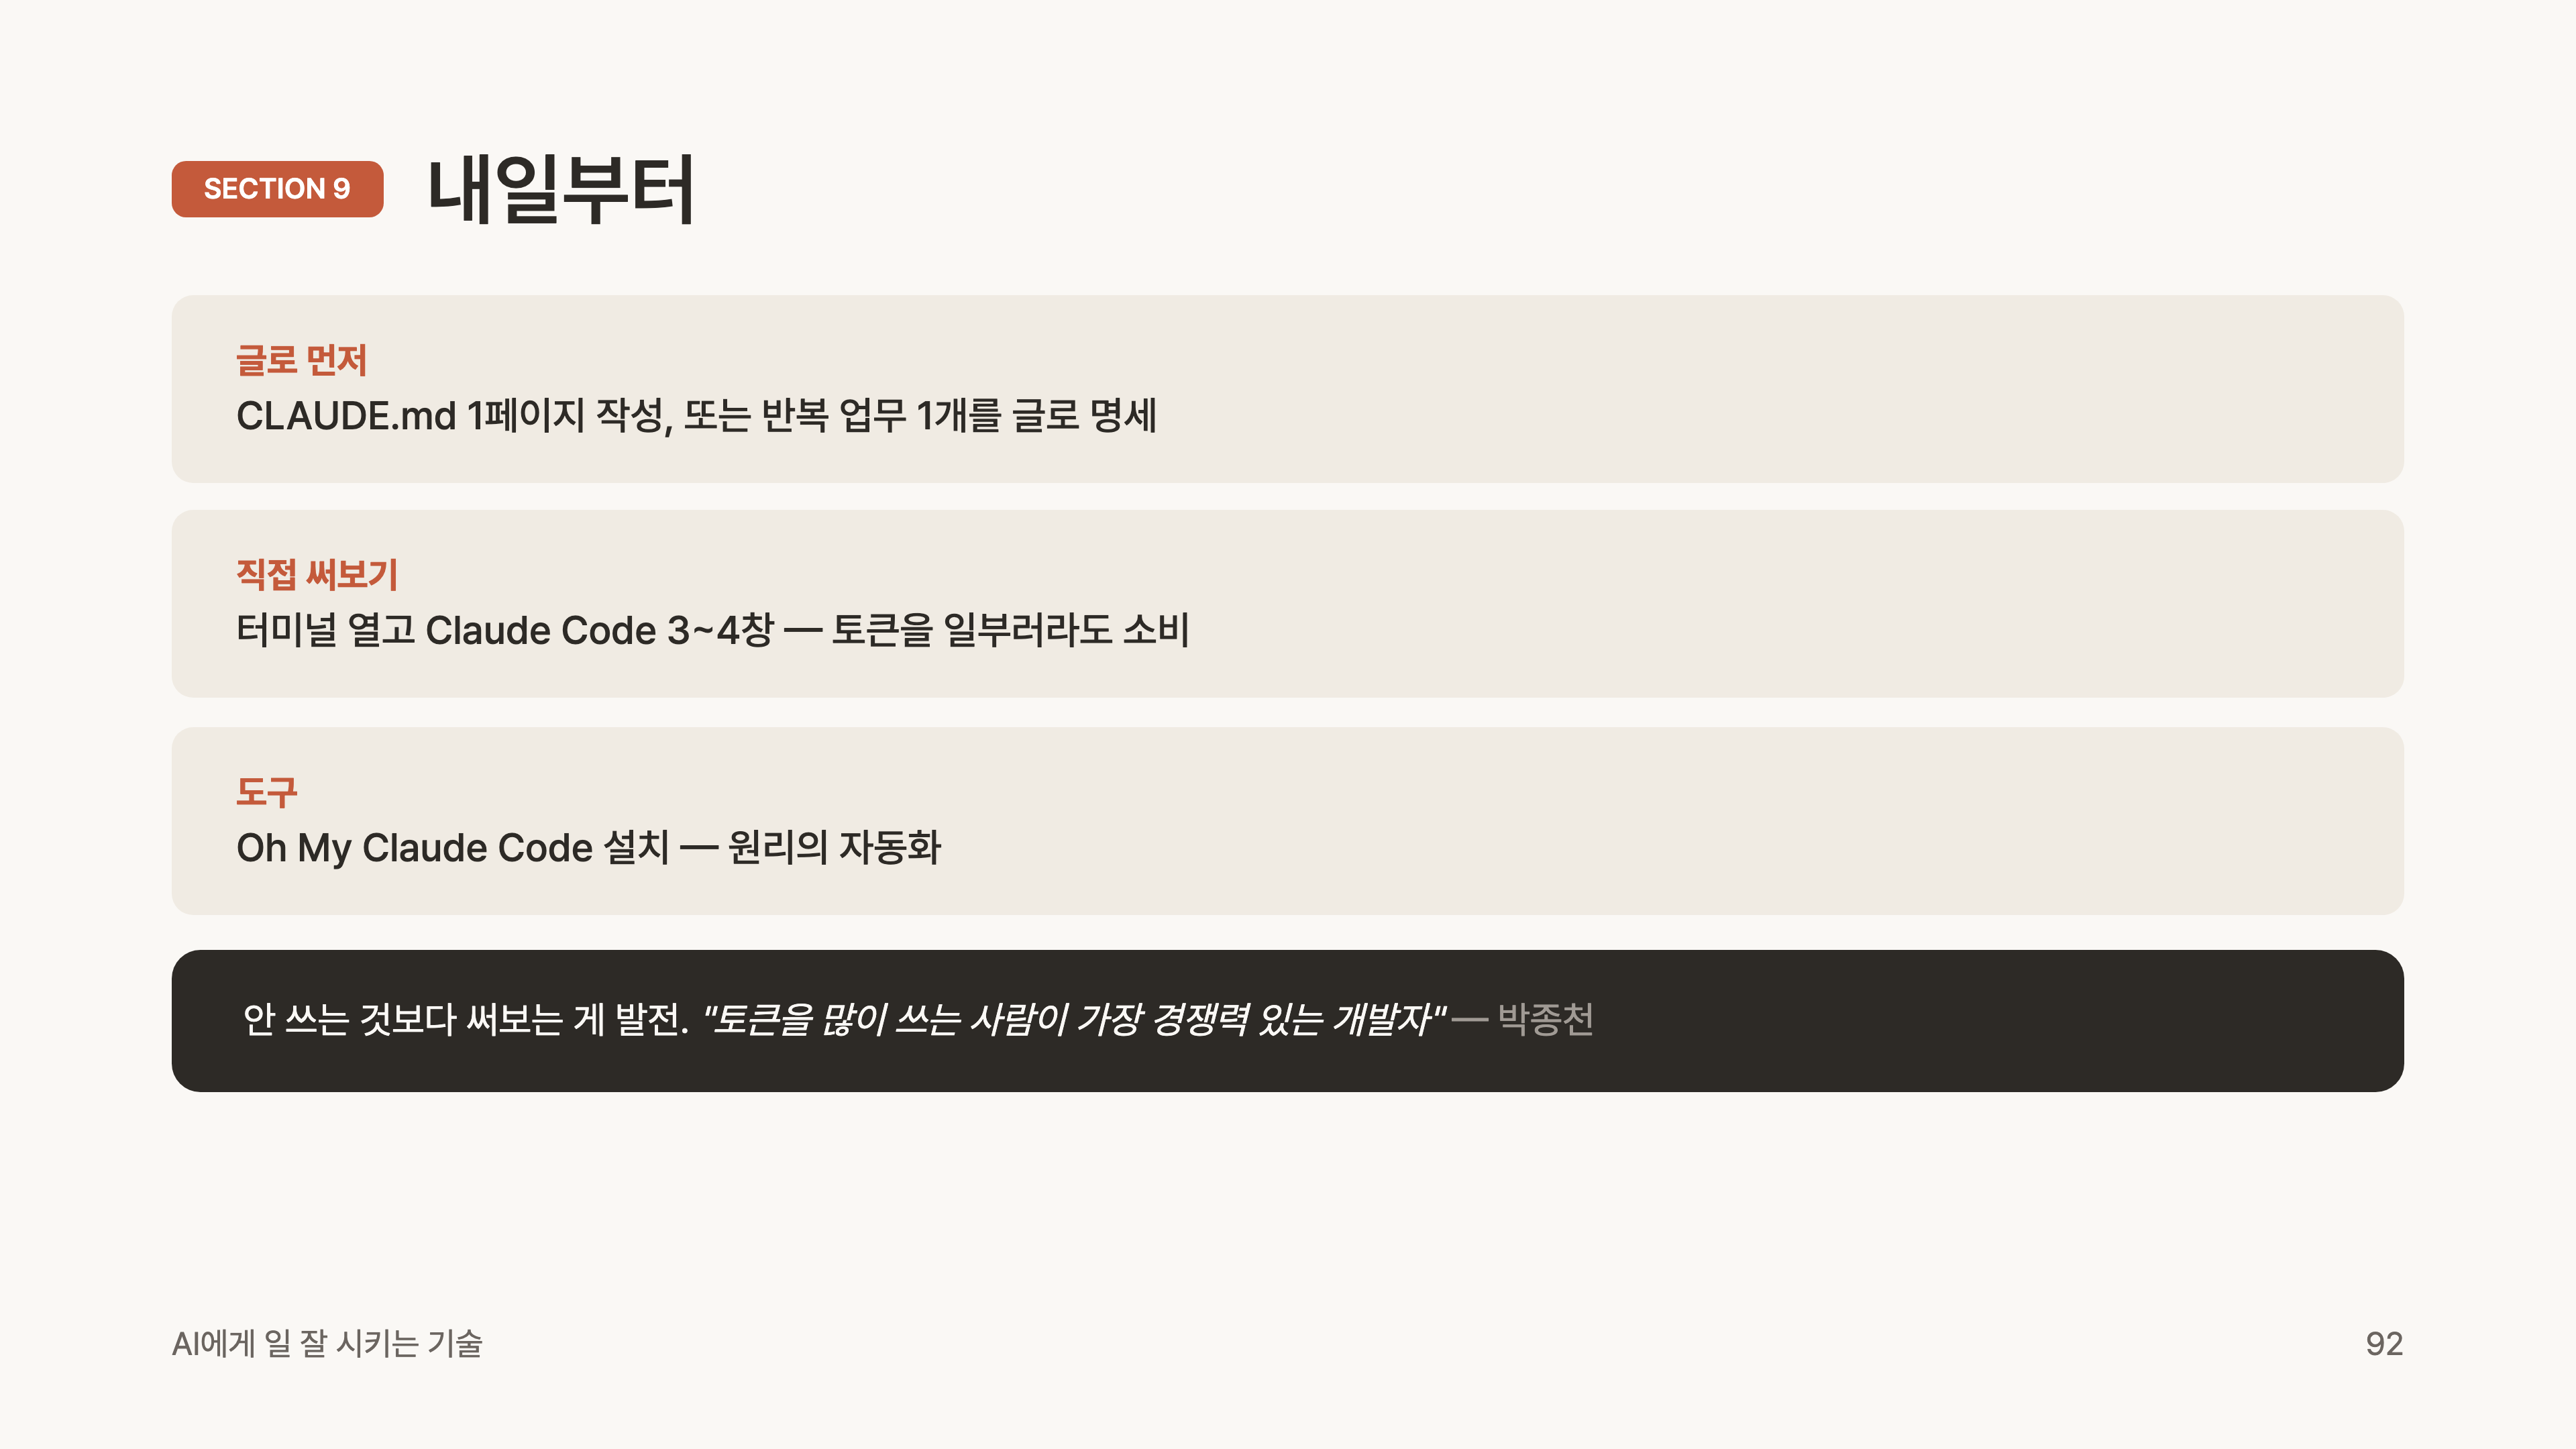 SECTION 9 내일부터
글로 먼저
CLAUDE.md 1페이지 작성, 또는 반복 업무 1개를 글로 명세
직접 써보기
터미널 열고 Claude Code 3~4창 — 토큰을 일부러라도 소비
도구
Oh My Claude Code 설치 — 원리의 자동화
안 쓰는 것보다 써보는 게 발전. "토큰을 많이 쓰는 사람이 가장 경쟁력 있는 개발자" — 박종천
AI에게 일 잘 시키는 기술
92